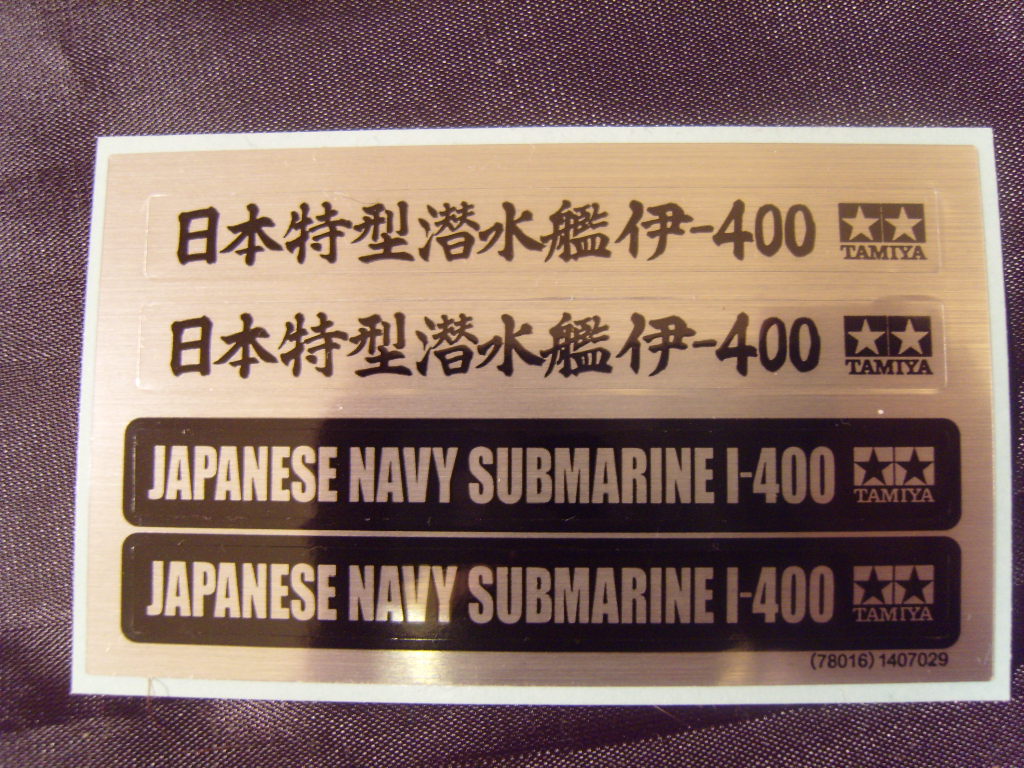 日本特型潜水艦伊-400 TAMIYA
日本特型潜水艦伊-400 TAMIYA
JAPANESE NAVY SUBMARINE I-400 TAMIYA
JAPANESE NAVY SUBMARINE I-400 TAMIYA
(78016) 1407029